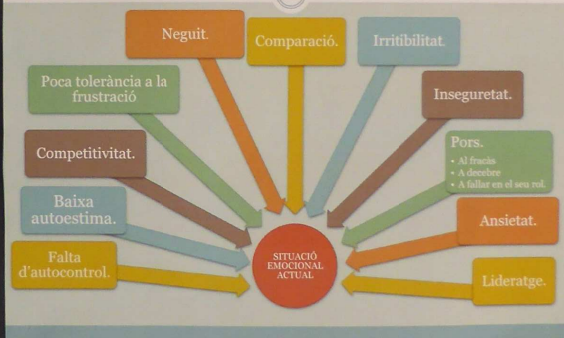 Neguit.
Comparació.
Irritibilitat.
Poca tolerància a la
frustració
Inseguretat.
Competitivitat.
Pors.
• Al fracàs
• A decebre
• A fallar en el seu rol.
Baixa
autoestima.
Ansietat.
Falta
d'autocontrol.
SITUACIÓ
EMOCIONAL
ACTUAL
Lideratge.